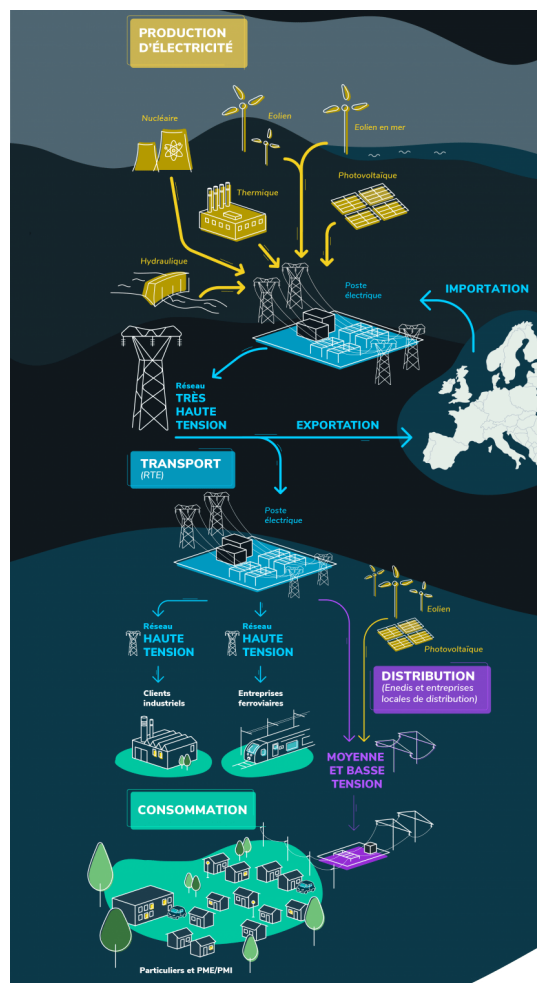 PRODUCTION
D'ÉLECTRICITÉ
Nucléaire
Eolien
Eolien en mer
Thermique
Photovoltaïque
Hydraulique
Poste
électrique
IMPORTATION
Réseau
TRÈS
HAUTE
TENSION
EXPORTATION
TRANSPORT
(RTE)
Poste
électrique
Eolien
Photovoltaïque
Réseau
HAUTE
TENSION
Réseau
HAUTE
TENSION
DISTRIBUTION
(Enedis et entreprises
locales de distribution)
Clients
industriels
Entreprises
ferroviaires
MOYENNE
ET BASSE
TENSION
CONSOMMATION
Particuliers et PME/PMI